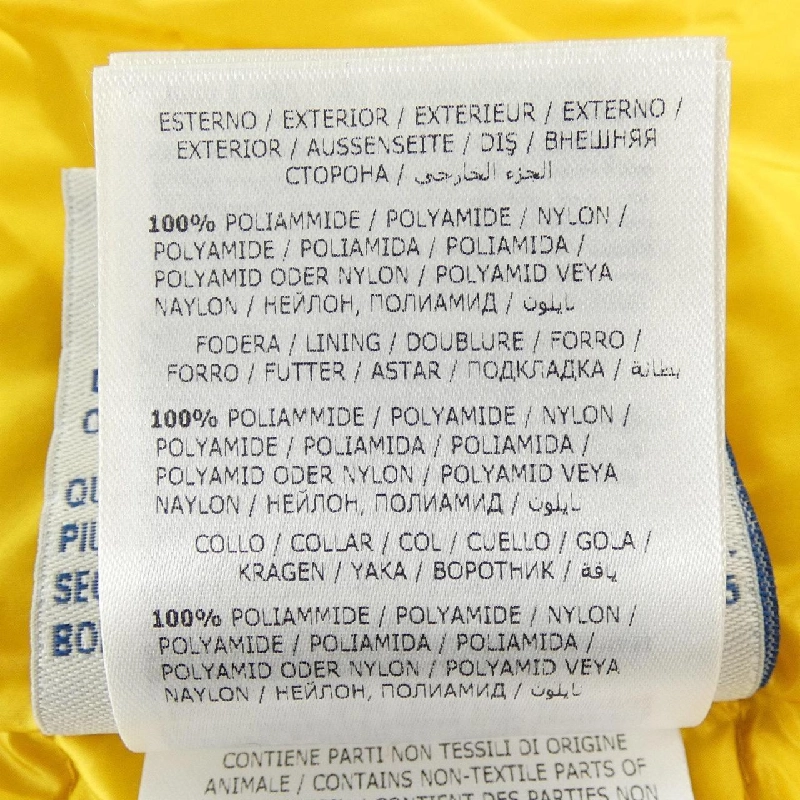 ESTERNO / EXTERIOR / EXTERIEUR / EXTERNO /
EXTERIOR / AUSSENSEITE / DIŞ / ВНЕШНЯЯ
СТОРОНА / الجزء الخارجي
100% POLIAMMIDE / POLYAMIDE / NYLON /
POLYAMIDE / POLIAMIDA / POLIAMIDA /
POLYAMID ODER NYLON / POLYAMID VEYA
NAYLON / НЕЙЛОН, ПОЛИАМИД / نايلون
FODERA / LINING / DOUBLURE / FORRO /
FORRO / FUTTER / ASTAR / ПОДКЛАДКА / بطانة
100% POLIAMMIDE / POLYAMIDE / NYLON /
POLYAMIDE / POLIAMIDA / POLIAMIDA /
POLYAMID ODER NYLON / POLYAMID VEYA
NAYLON / НЕЙЛОН, ПОЛИАМИД / نايلون
COLLO / COLLAR / COL / CUELLO / GOLA /
KRAGEN / YAKA / ВОРОТНИК / ياقة
100% POLIAMMIDE / POLYAMIDE / NYLON /
POLYAMIDE / POLIAMIDA / POLIAMIDA /
POLYAMID ODER NYLON / POLYAMID VEYA
NAYLON / НЕЙЛОН, ПОЛИАМИД / نايلون
CONTIENE PARTI NON TESSILI DI ORIGINE
ANIMALE / CONTAINS NON-TEXTILE PARTS OF
CONTIENT DES PARTIES NON